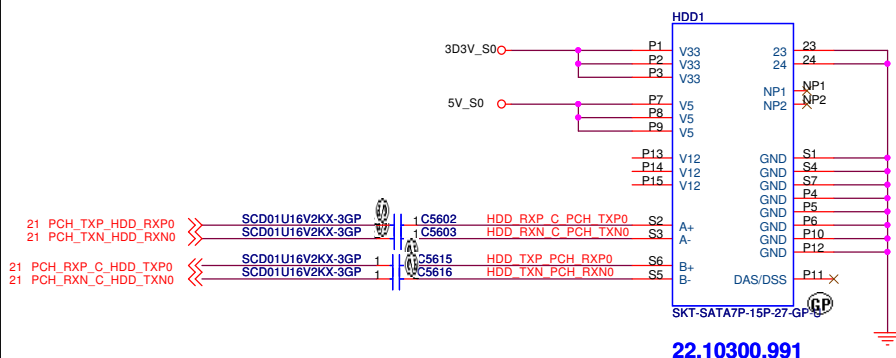 HDD1
3D3V_S0
P1 V33 23 23
P2 V33 24 24
P3 V33
NP1 NP1
5V_S0
P7 V5 NP2 NP2
P8 V5
P9 V5
P13 V12 GND S1
P14 V12 GND S4
P15 V12 GND S7
GND P4
GND P5
21 PCH_TXP_HDD_RXP0 SCD01U16V2KX-3GP 1 C5602 HDD_RXP_C_PCH_TXP0 S2 A+ GND P6
21 PCH_TXN_HDD_RXN0 SCD01U16V2KX-3GP 1 C5603 HDD_RXN_C_PCH_TXN0 S3 A- GND P10
GND P12
21 PCH_RXP_C_HDD_TXP0 SCD01U16V2KX-3GP 1 C5615 HDD_TXP_PCH_RXP0 S6 B+
21 PCH_RXN_C_HDD_TXN0 SCD01U16V2KX-3GP 1 C5616 HDD_TXN_PCH_RXN0 S5 B- DAS/DSS P11
GP
SKT-SATA7P-15P-27-GP-U
22.10300.991